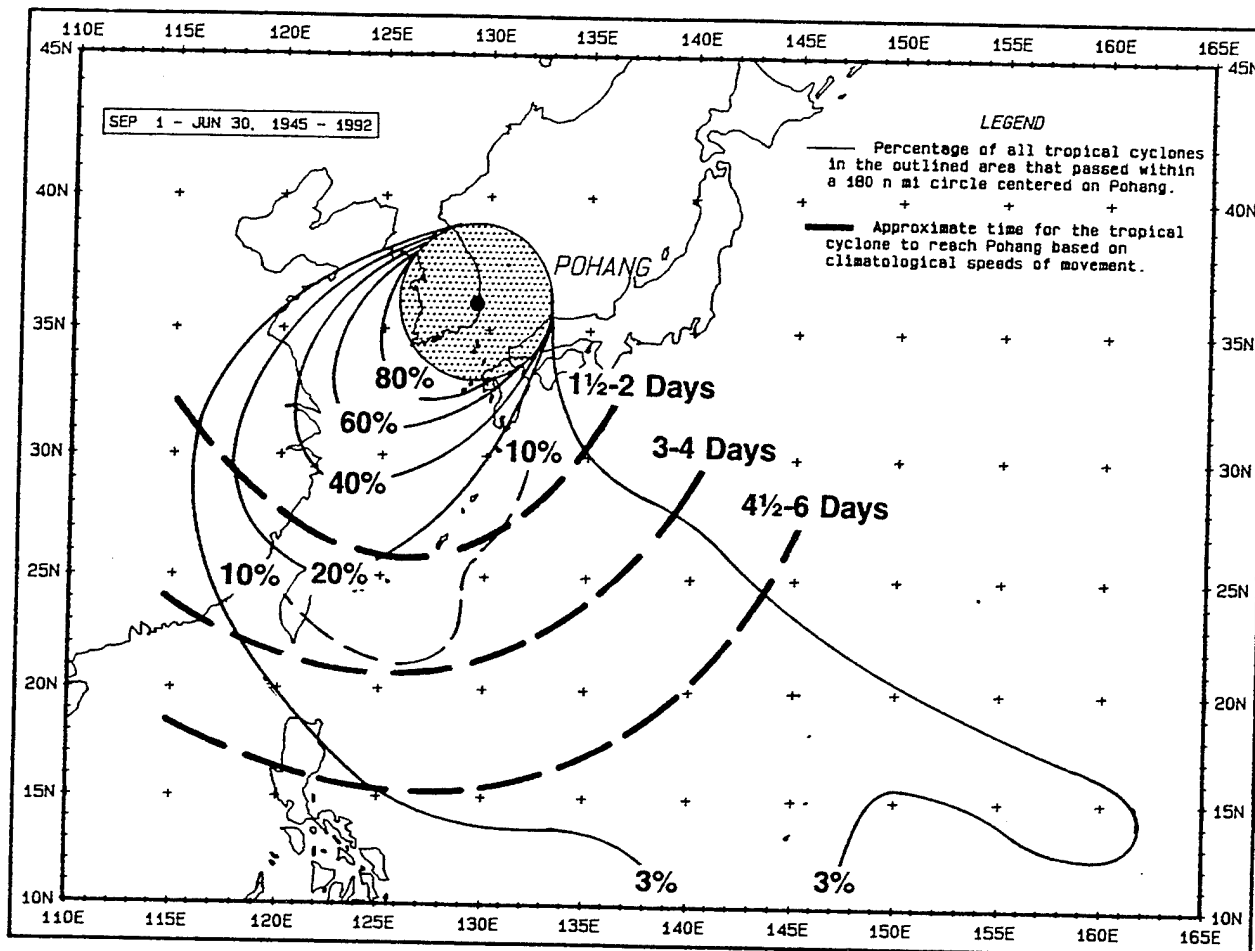 110E 115E 120E 125E 130E 135E 140E 145E 150E 155E 160E 165E
45N 45N
SEP 1 - JUN 30, 1945 - 1992
LEGEND
Percentage of all tropical cyclones
in the outlined area that passed within
a 180 n mi circle centered on Pohang.
Approximate time for the tropical
cyclone to reach Pohang based on
climatological speeds of movement.
40N 40N
POHANG
35N 35N
80%
1½-2 Days
60%
10%
3-4 Days
30N 30N
40%
4½-6 Days
25N 10% 20% 25N
20N 20N
15N 15N
3% 3%
10N 10N
110E 115E 120E 125E 130E 135E 140E 145E 150E 155E 160E 165E